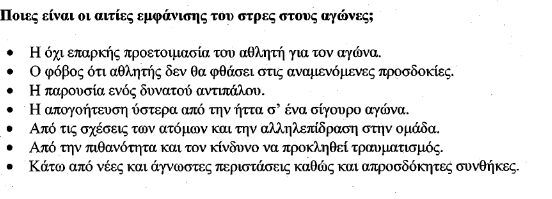 Ποιες είναι οι αιτίες εμφάνισης του στρες στους αγώνες;
• Η όχι επαρκής προετοιμασία του αθλητή για τον αγώνα.
• Ο φόβος ότι αθλητής δεν θα φθάσει στις αναμενόμενες προσδοκίες.
• Η παρουσία ενός δυνατού αντιπάλου.
• Η απογοήτευση ύστερα από την ήττα σ' ένα σίγουρο αγώνα.
• Από τις σχέσεις των ατόμων και την αλληλεπίδραση στην ομάδα.
• Από την πιθανότητα και τον κίνδυνο να προκληθεί τραυματισμός.
• Κάτω από νέες και άγνωστες περιστάσεις καθώς και απροσδόκητες συνθήκες.